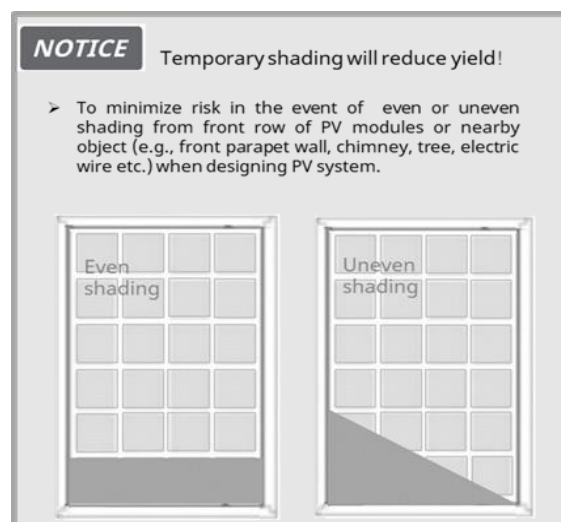 NOTICE
Temporary shading will reduce yield!
➢ To minimize risk in the event of even or uneven
shading from front row of PV modules or nearby
object (e.g., front parapet wall, chimney, tree, electric
wire etc.) when designing PV system.
Even
shading
Uneven
shading